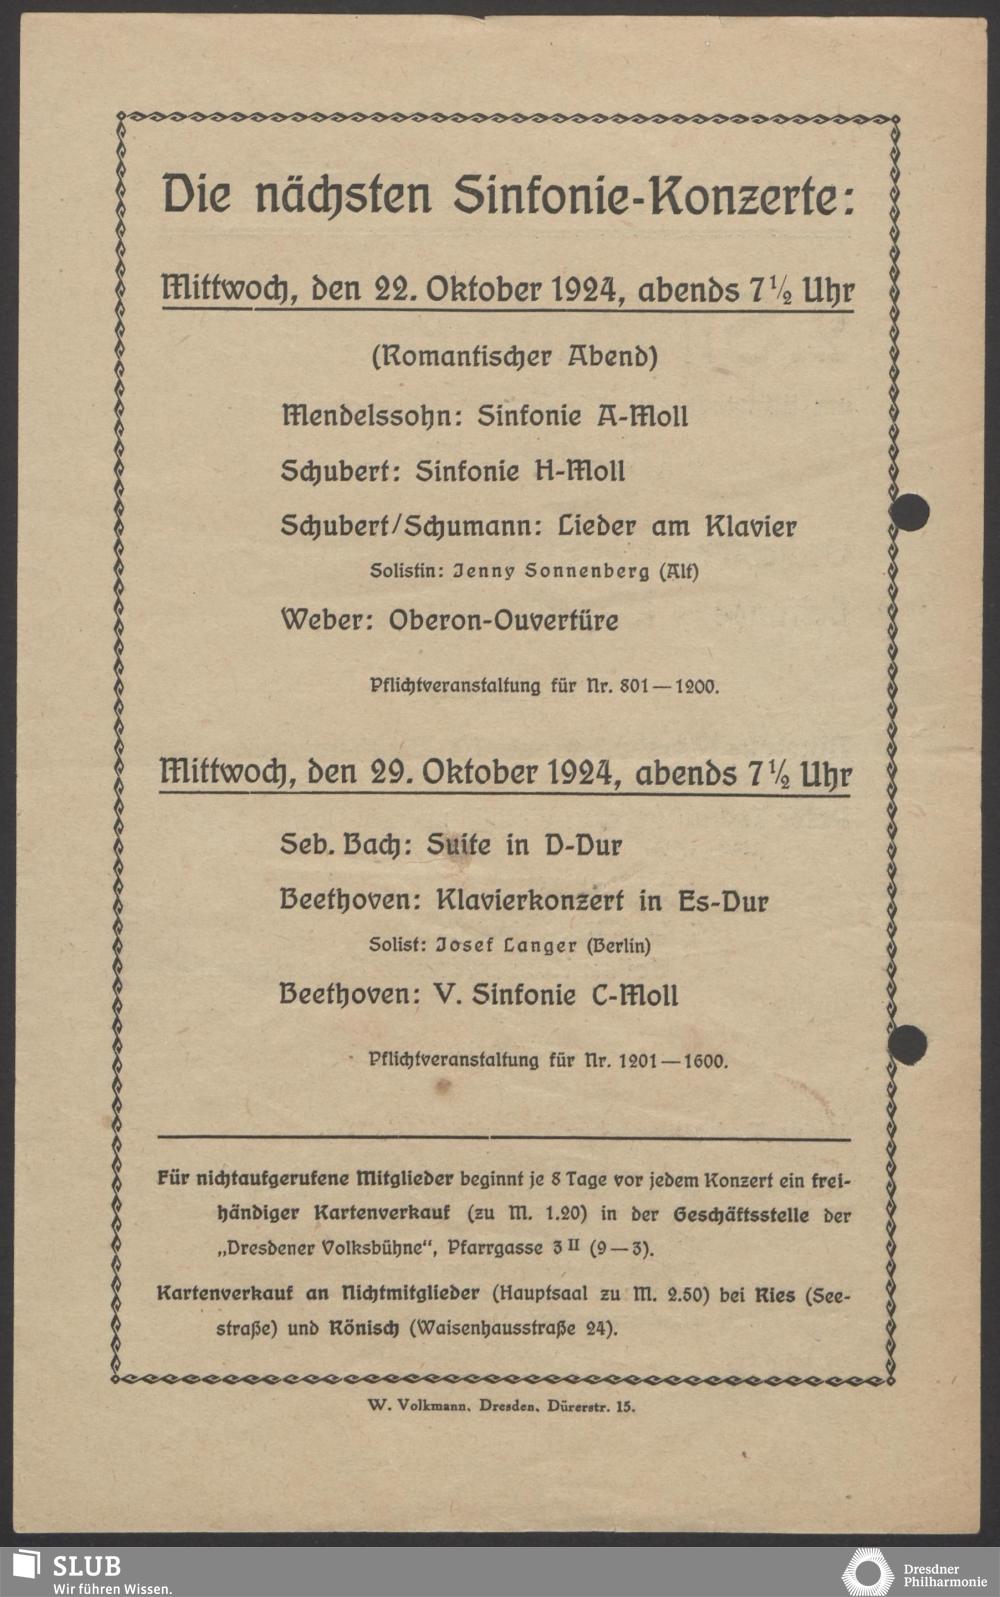 Die nächsten Sinfonie-Konzerte:
Mittwoch, den 22. Oktober 1924, abends 7½ Uhr
(Romantischer Abend)
Mendelssohn: Sinfonie A-Moll
Schubert: Sinfonie H-Moll
Schubert/Schumann: Lieder am Klavier
Solistin: Jenny Sonnenberg (Alt)
Weber: Oberon-Ouvertüre
Pflichtveranstaltung für Nr. 801—1200.
Mittwoch, den 29. Oktober 1924, abends 7½ Uhr
Seb. Bach: Suite in D-Dur
Beethoven: Klavierkonzert in Es-Dur
Solist: Josef Langer (Berlin)
Beethoven: V. Sinfonie C-Moll
Pflichtveranstaltung für Nr. 1201—1600.
Für nichtaufgerufene Mitglieder beginnt je 8 Tage vor jedem Konzert ein frei-
händiger Kartenverkauf (zu M. 1.20) in der Geschäftsstelle der
„Dresdener Volksbühne“, Pfarrgasse 3 II (9—3).
Kartenverkauf an Nichtmitglieder (Hauptsaal zu M. 2.50) bei Ries (See-
straße) und Rönisch (Waisenhausstraße 24).
W. Volkmann, Dresden, Dürerstr. 15.
SLUB
Wir führen Wissen.
Dresdner
Philharmonie